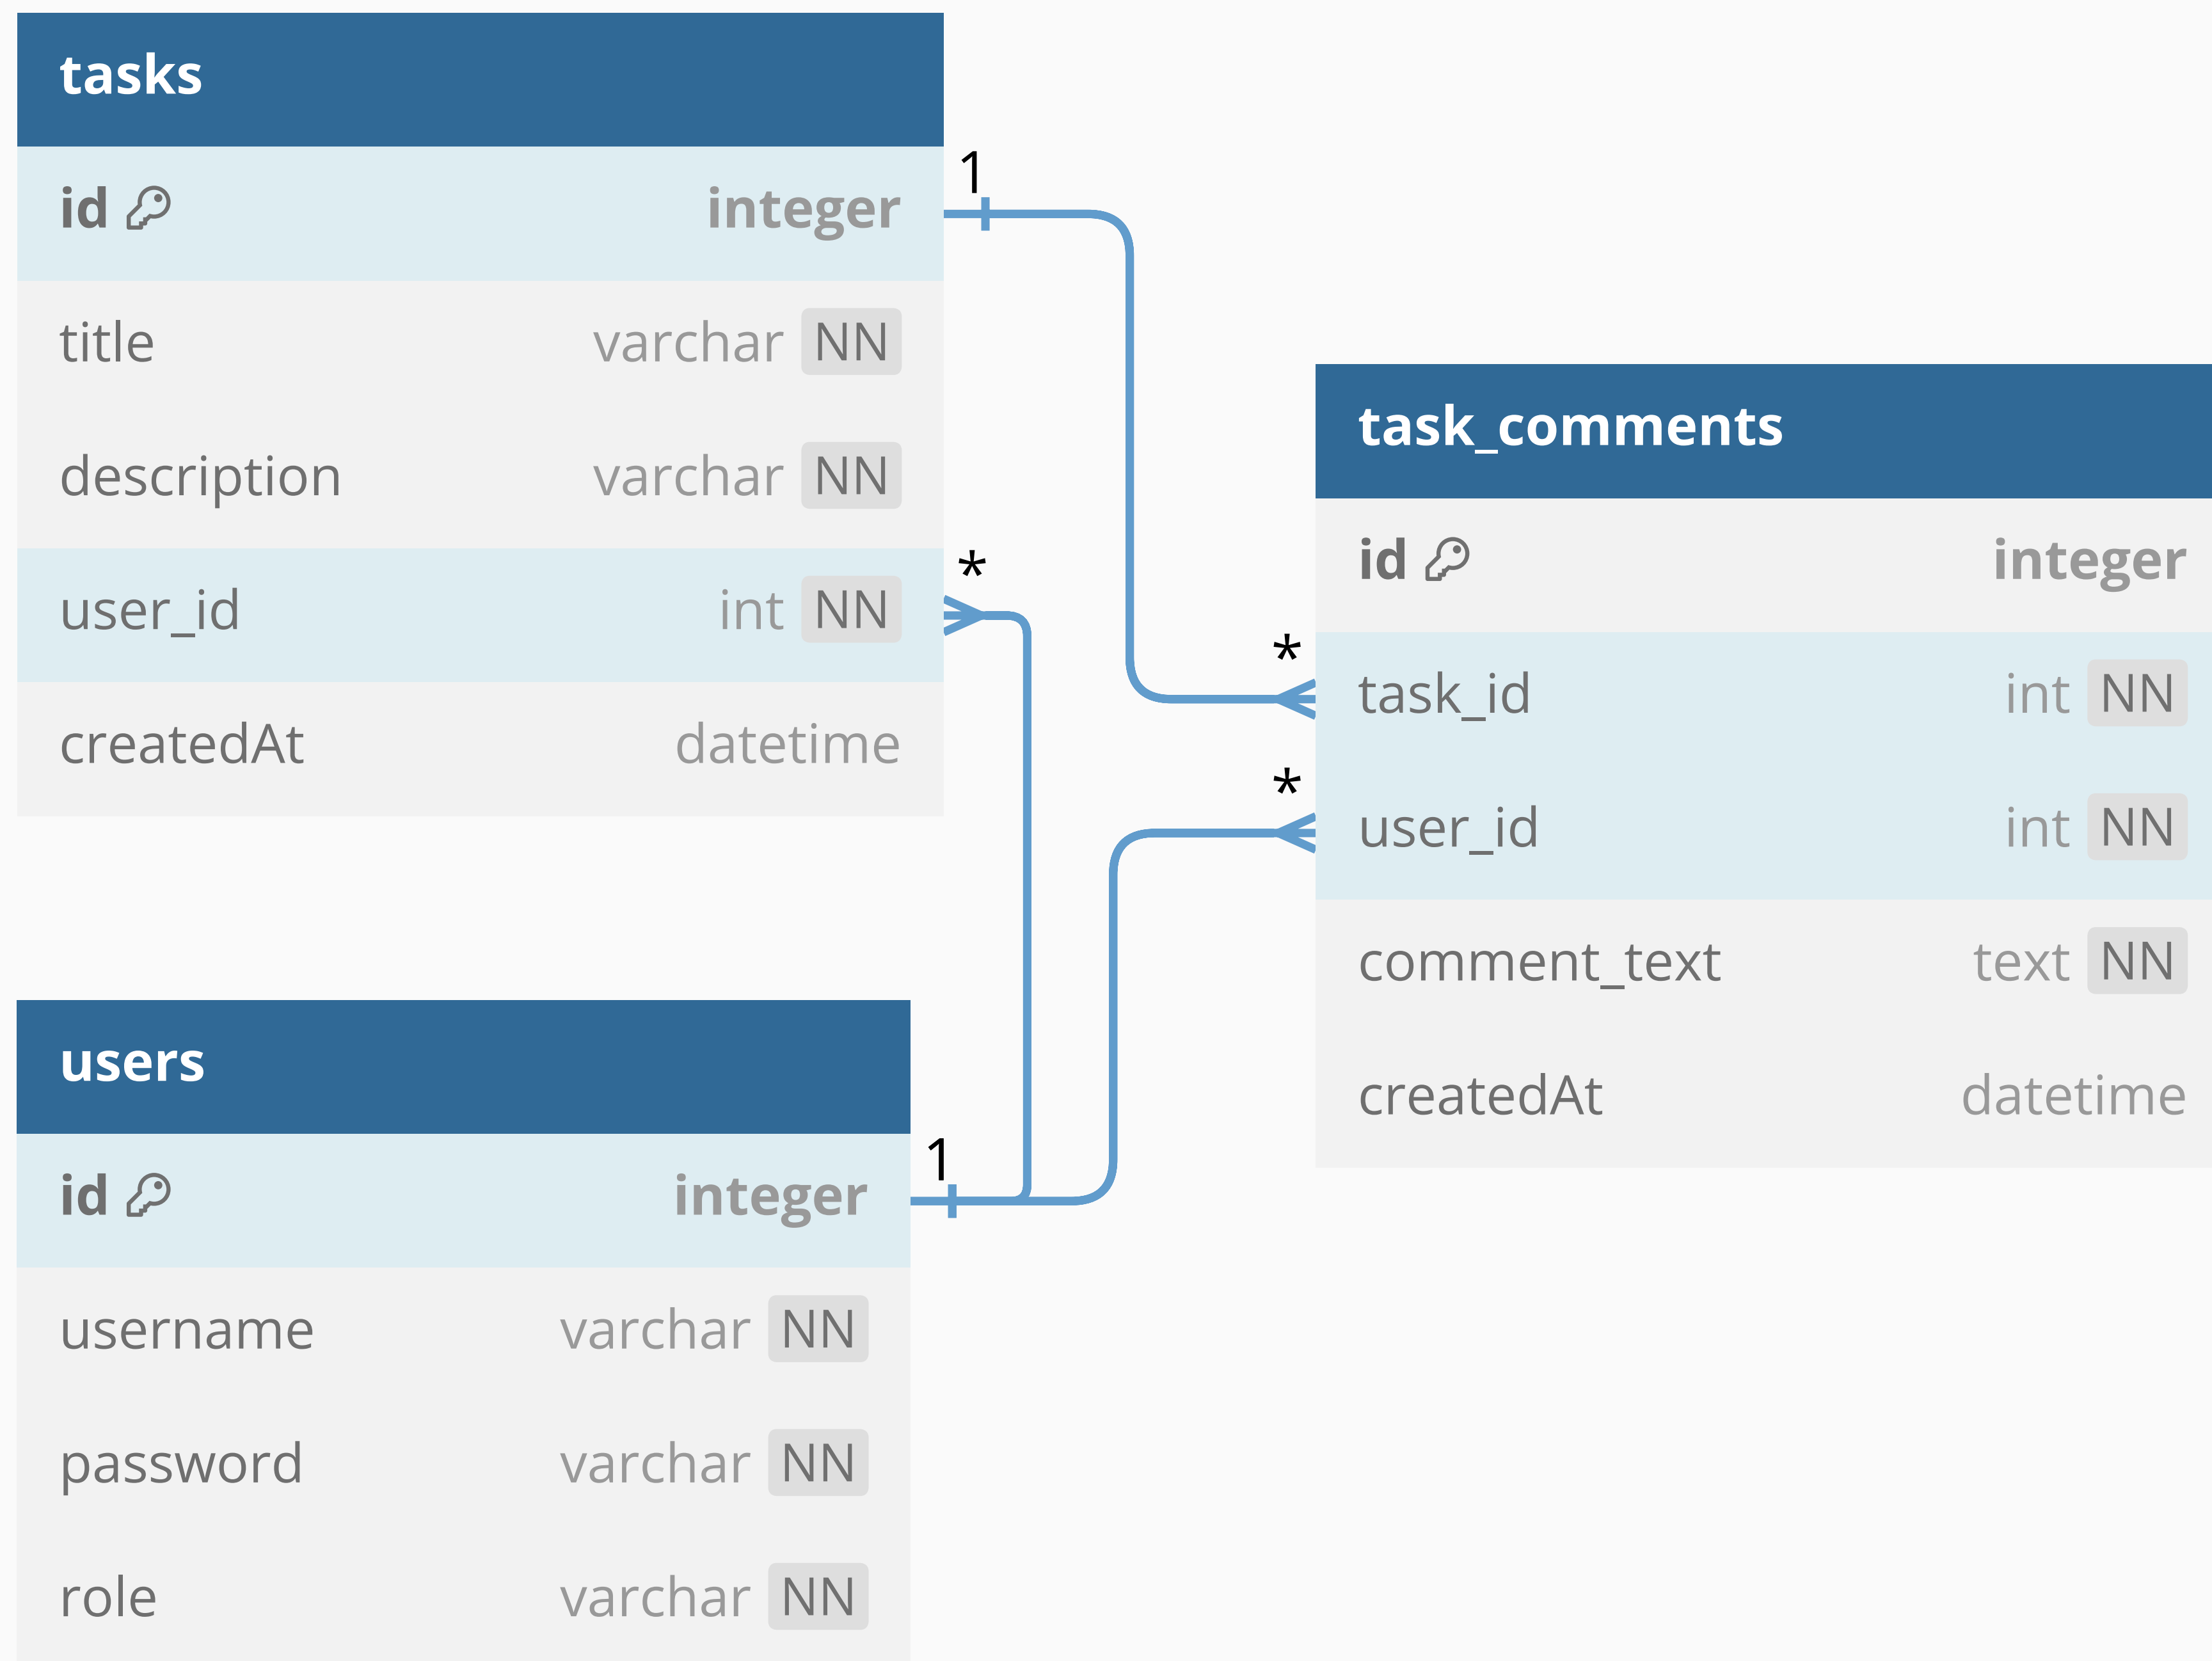 tasks
id integer
title varchar NN
description varchar NN
user_id int NN
createdAt datetime
1
*
task_comments
id integer
task_id int NN
user_id int NN
comment_text text NN
createdAt datetime
*
*
users
id integer
username varchar NN
password varchar NN
role varchar NN
1